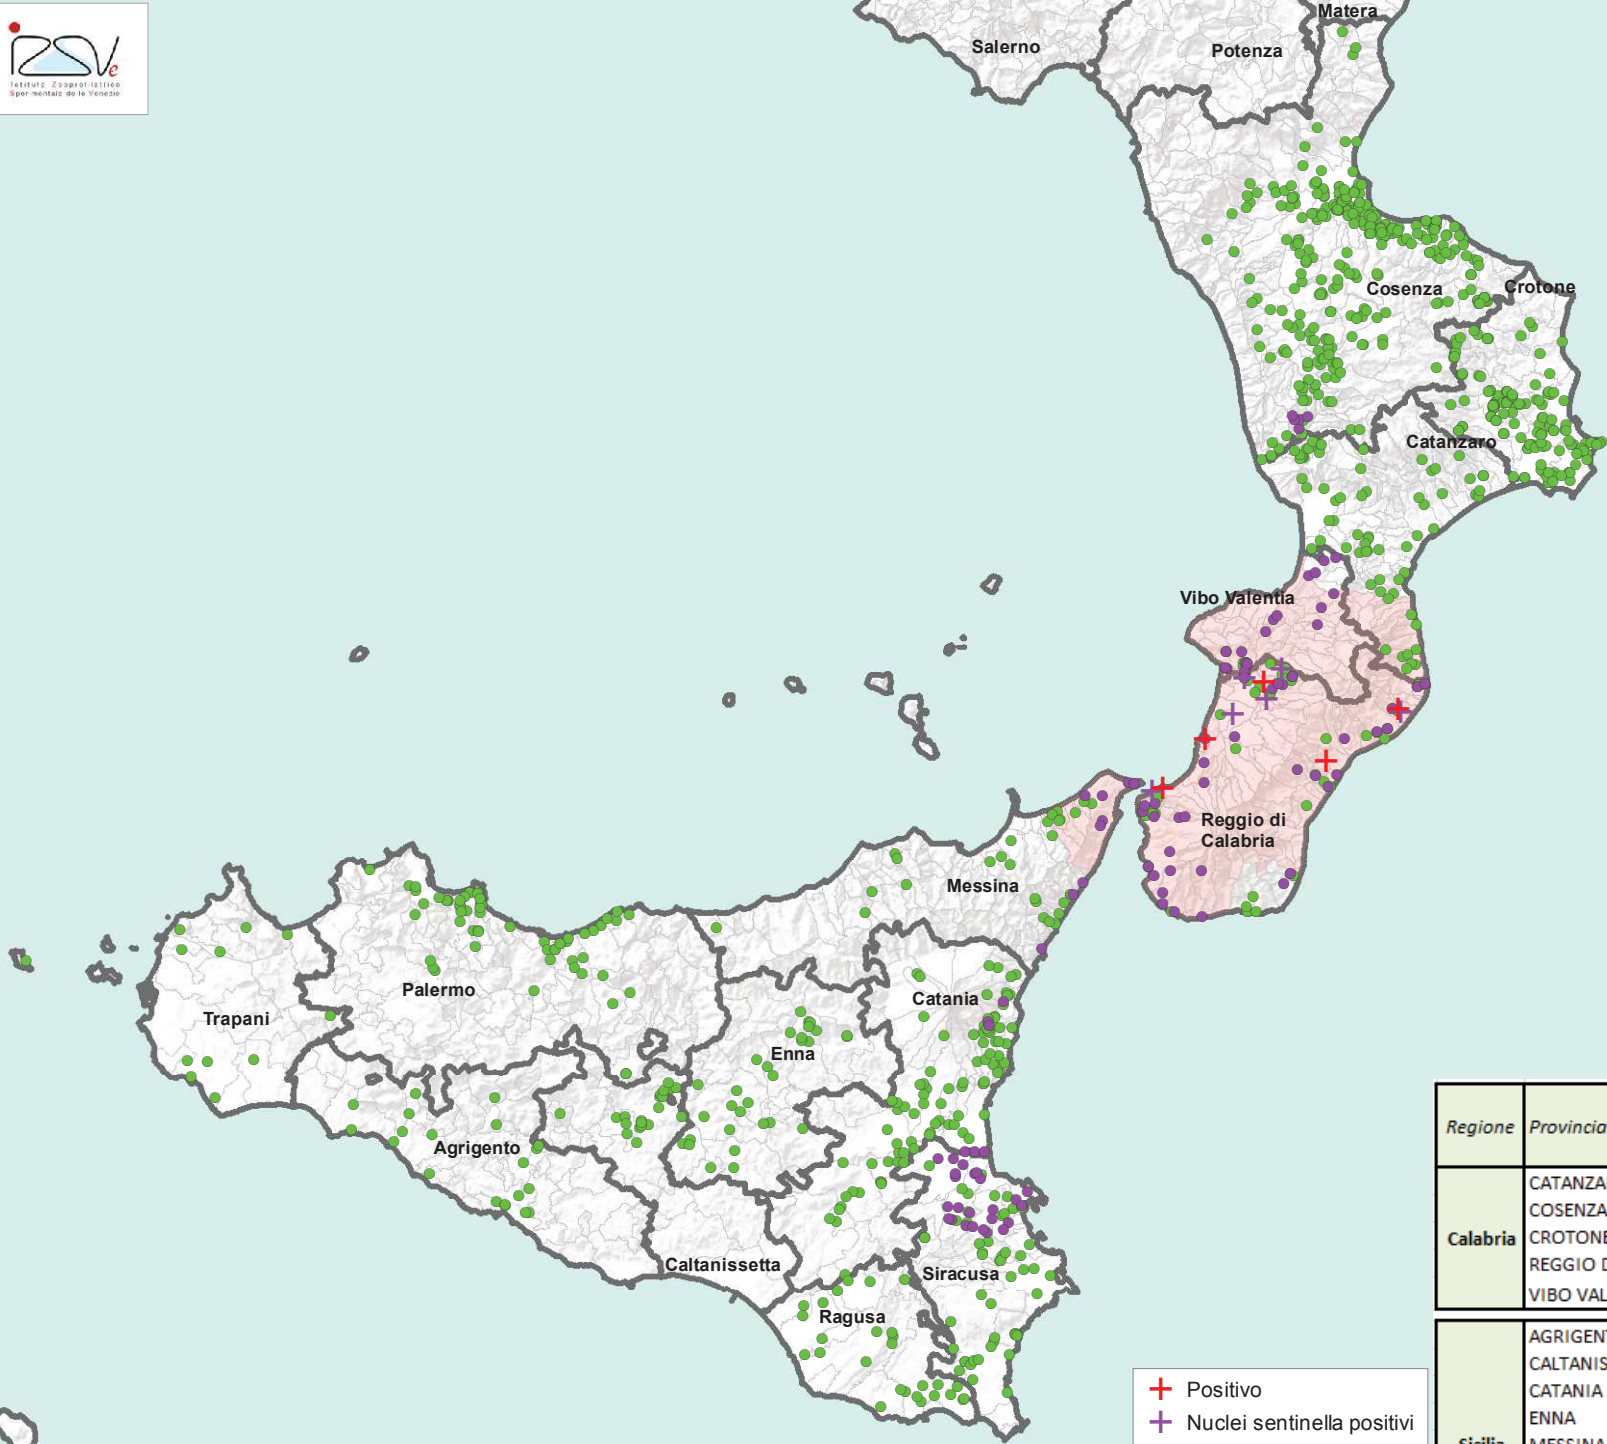 IZSVe
Istituto Zooprofilattico
Sperimentale delle Venezie
Matera
Salerno
Potenza
Cosenza
Crotone
Catanzaro
Vibo Valentia
Reggio di
Calabria
Messina
Palermo
Catania
Trapani
Enna
Agrigento
Caltanissetta
Siracusa
Ragusa
Regione Provincia
CATANZA
COSENZA
Calabria CROTONE
REGGIO D
VIBO VAL
AGRIGENT
CALTANIS
CATANIA
ENNA
Sicilia MESSINA
Positivo
Nuclei sentinella positivi